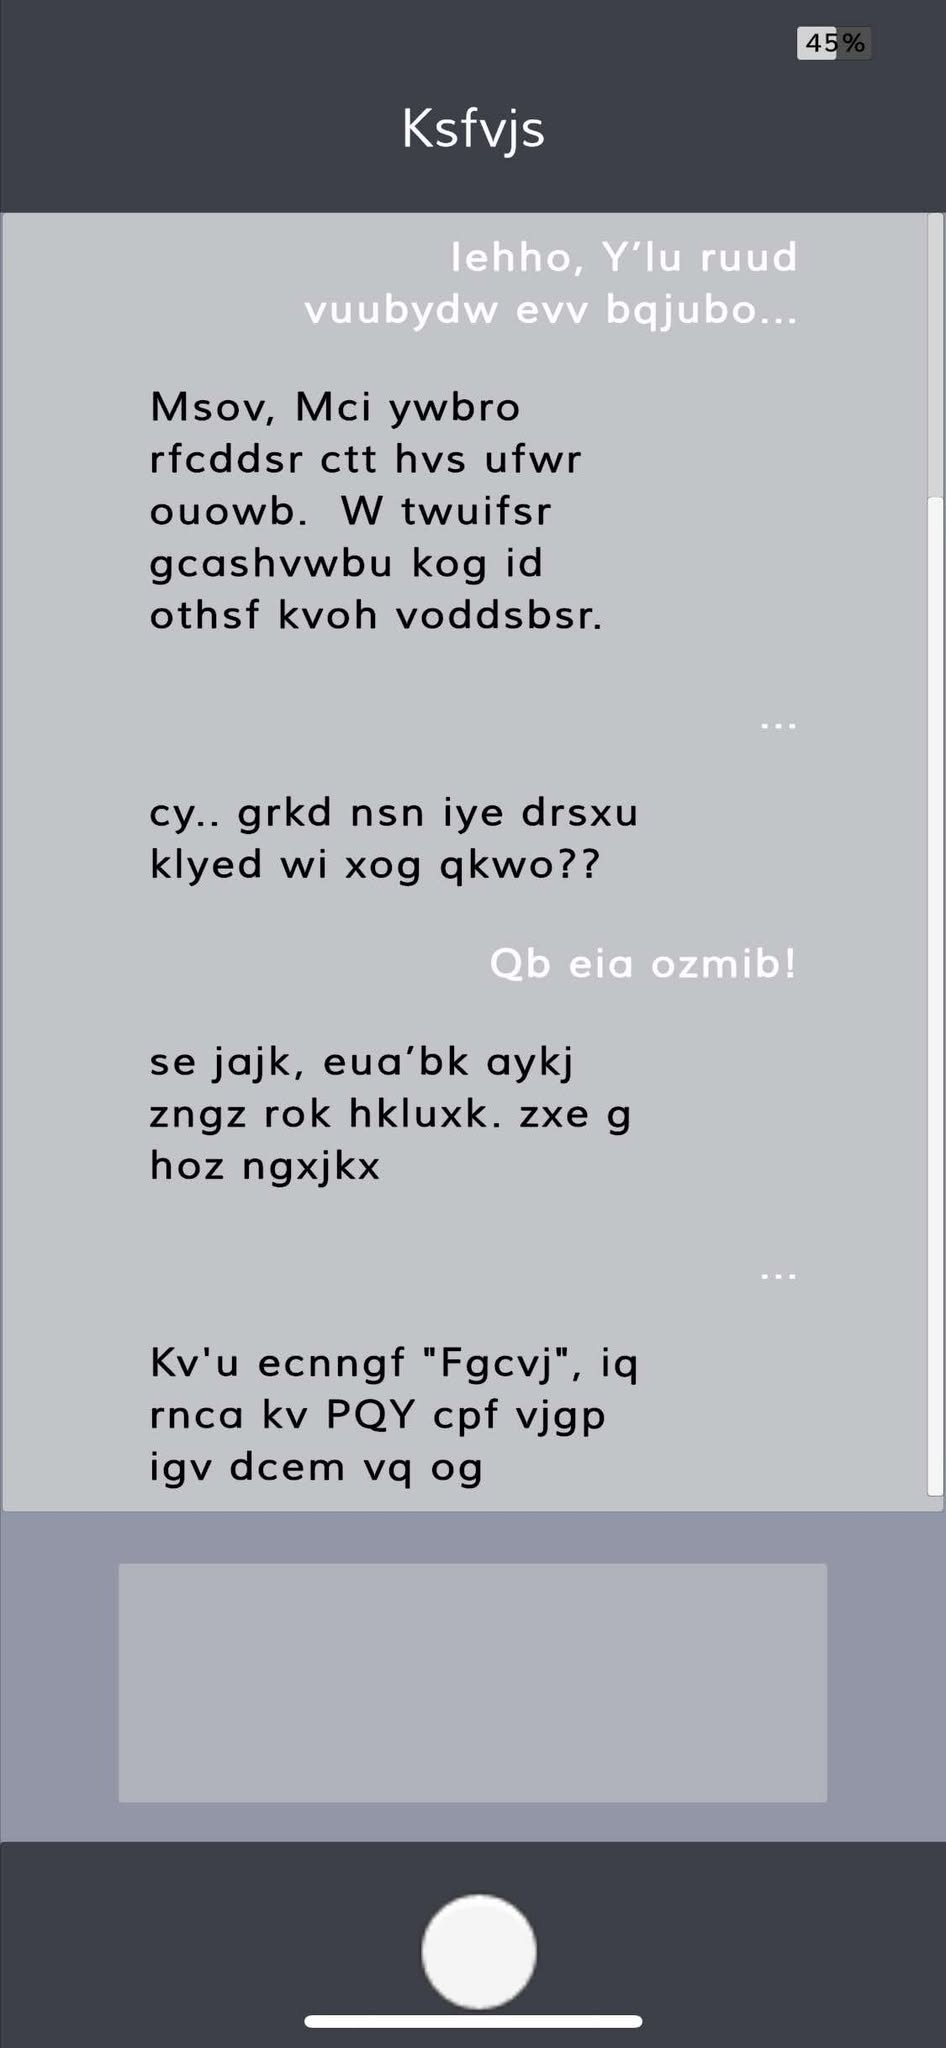 45%
Ksfvjs
Iehho, Y’lu ruud
vuubydw evv bqjubo...
Msov, Mci ywbro
rfcddsr ctt hvs ufwr
ouowb. W twuifsr
gcashvwbu kog id
othsf kvoh voddsbsr.
...
cy.. grkd nsn iye drsxu
klyed wi xog qkwo??
Qb eia ozmib!
se jajk, eua’bk aykj
zngz rok hkluxk. zxe g
hoz ngxjkx
...
Kv'u ecnngf "Fgcvj", iq
rnca kv PQY cpf vjgp
igv dcem vq og